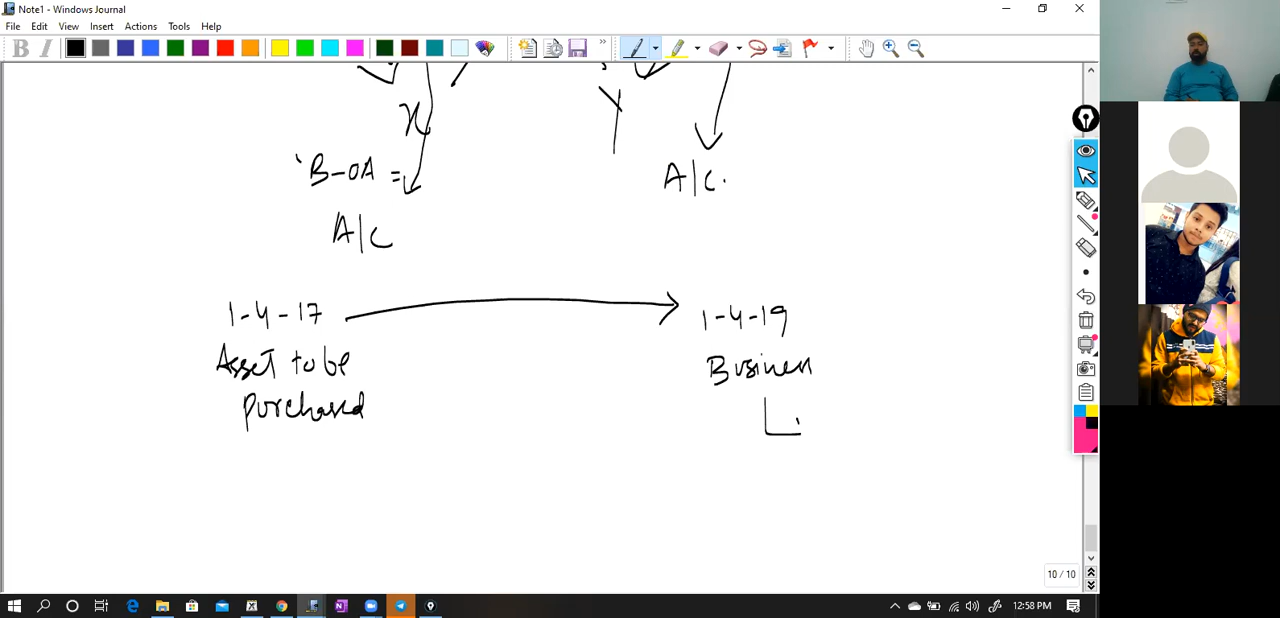 Note1 - Windows Journal
File Edit View Insert Actions Tools Help
B I
x
y
B-OA =
A/C
A/C.
1-4-17
1-4-19
Asset to be
purchased
Business
10 / 10
12:58 PM